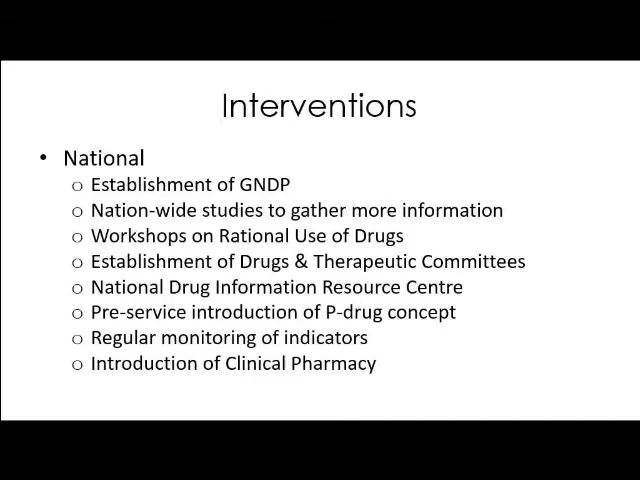 Interventions
• National
o Establishment of GNDP
o Nation-wide studies to gather more information
o Workshops on Rational Use of Drugs
o Establishment of Drugs & Therapeutic Committees
o National Drug Information Resource Centre
o Pre-service introduction of P-drug concept
o Regular monitoring of indicators
o Introduction of Clinical Pharmacy